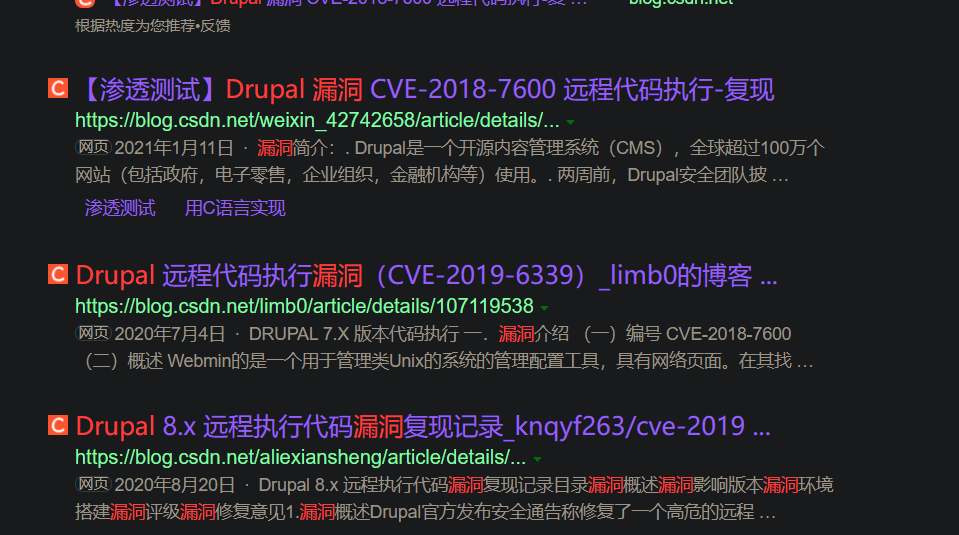 【渗透测试】Drupal 漏洞 CVE-2018-7600 远程代码执行-复 ... blog.csdn.net
根据热度为您推荐•反馈
【渗透测试】Drupal 漏洞 CVE-2018-7600 远程代码执行-复现
https://blog.csdn.net/weixin_42742658/article/details/...
网页 2021年1月11日 · 漏洞简介：. Drupal是一个开源内容管理系统（CMS），全球超过100万个
网站（包括政府，电子零售，企业组织，金融机构等）使用。. 两周前，Drupal安全团队披 ...
渗透测试 用C语言实现
Drupal 远程代码执行漏洞（CVE-2019-6339）_limb0的博客 ...
https://blog.csdn.net/limb0/article/details/107119538
网页 2020年7月4日 · DRUPAL 7.X 版本代码执行 一．漏洞介绍 （一）编号 CVE-2018-7600
（二）概述 Webmin的是一个用于管理类Unix的系统的管理配置工具，具有网络页面。在其找 ...
Drupal 8.x 远程执行代码漏洞复现记录_knqyf263/cve-2019 ...
https://blog.csdn.net/aliexiansheng/article/details/...
网页 2020年8月20日 · Drupal 8.x 远程执行代码漏洞复现记录目录漏洞概述漏洞影响版本漏洞环境
搭建漏洞评级漏洞修复意见1.漏洞概述Drupal官方发布安全通告称修复了一个高危的远程 ...